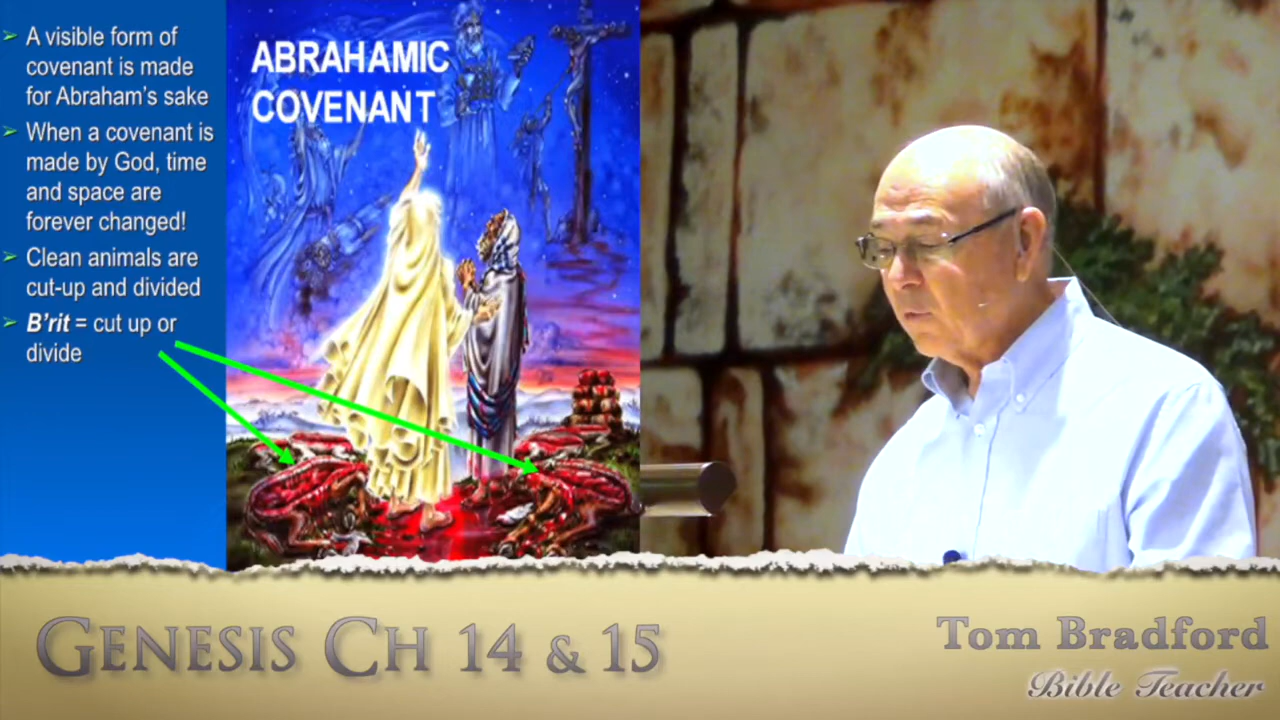 ➢ A visible form of
covenant is made
for Abraham's sake
➢ When a covenant is
made by God, time
and space are
forever changed!
➢ Clean animals are
cut-up and divided
➢ B'rit = cut up or
divide
ABRAHAMIC
COVENANT
GENESIS CH 14 & 15
Tom Bradford
Bible Teacher